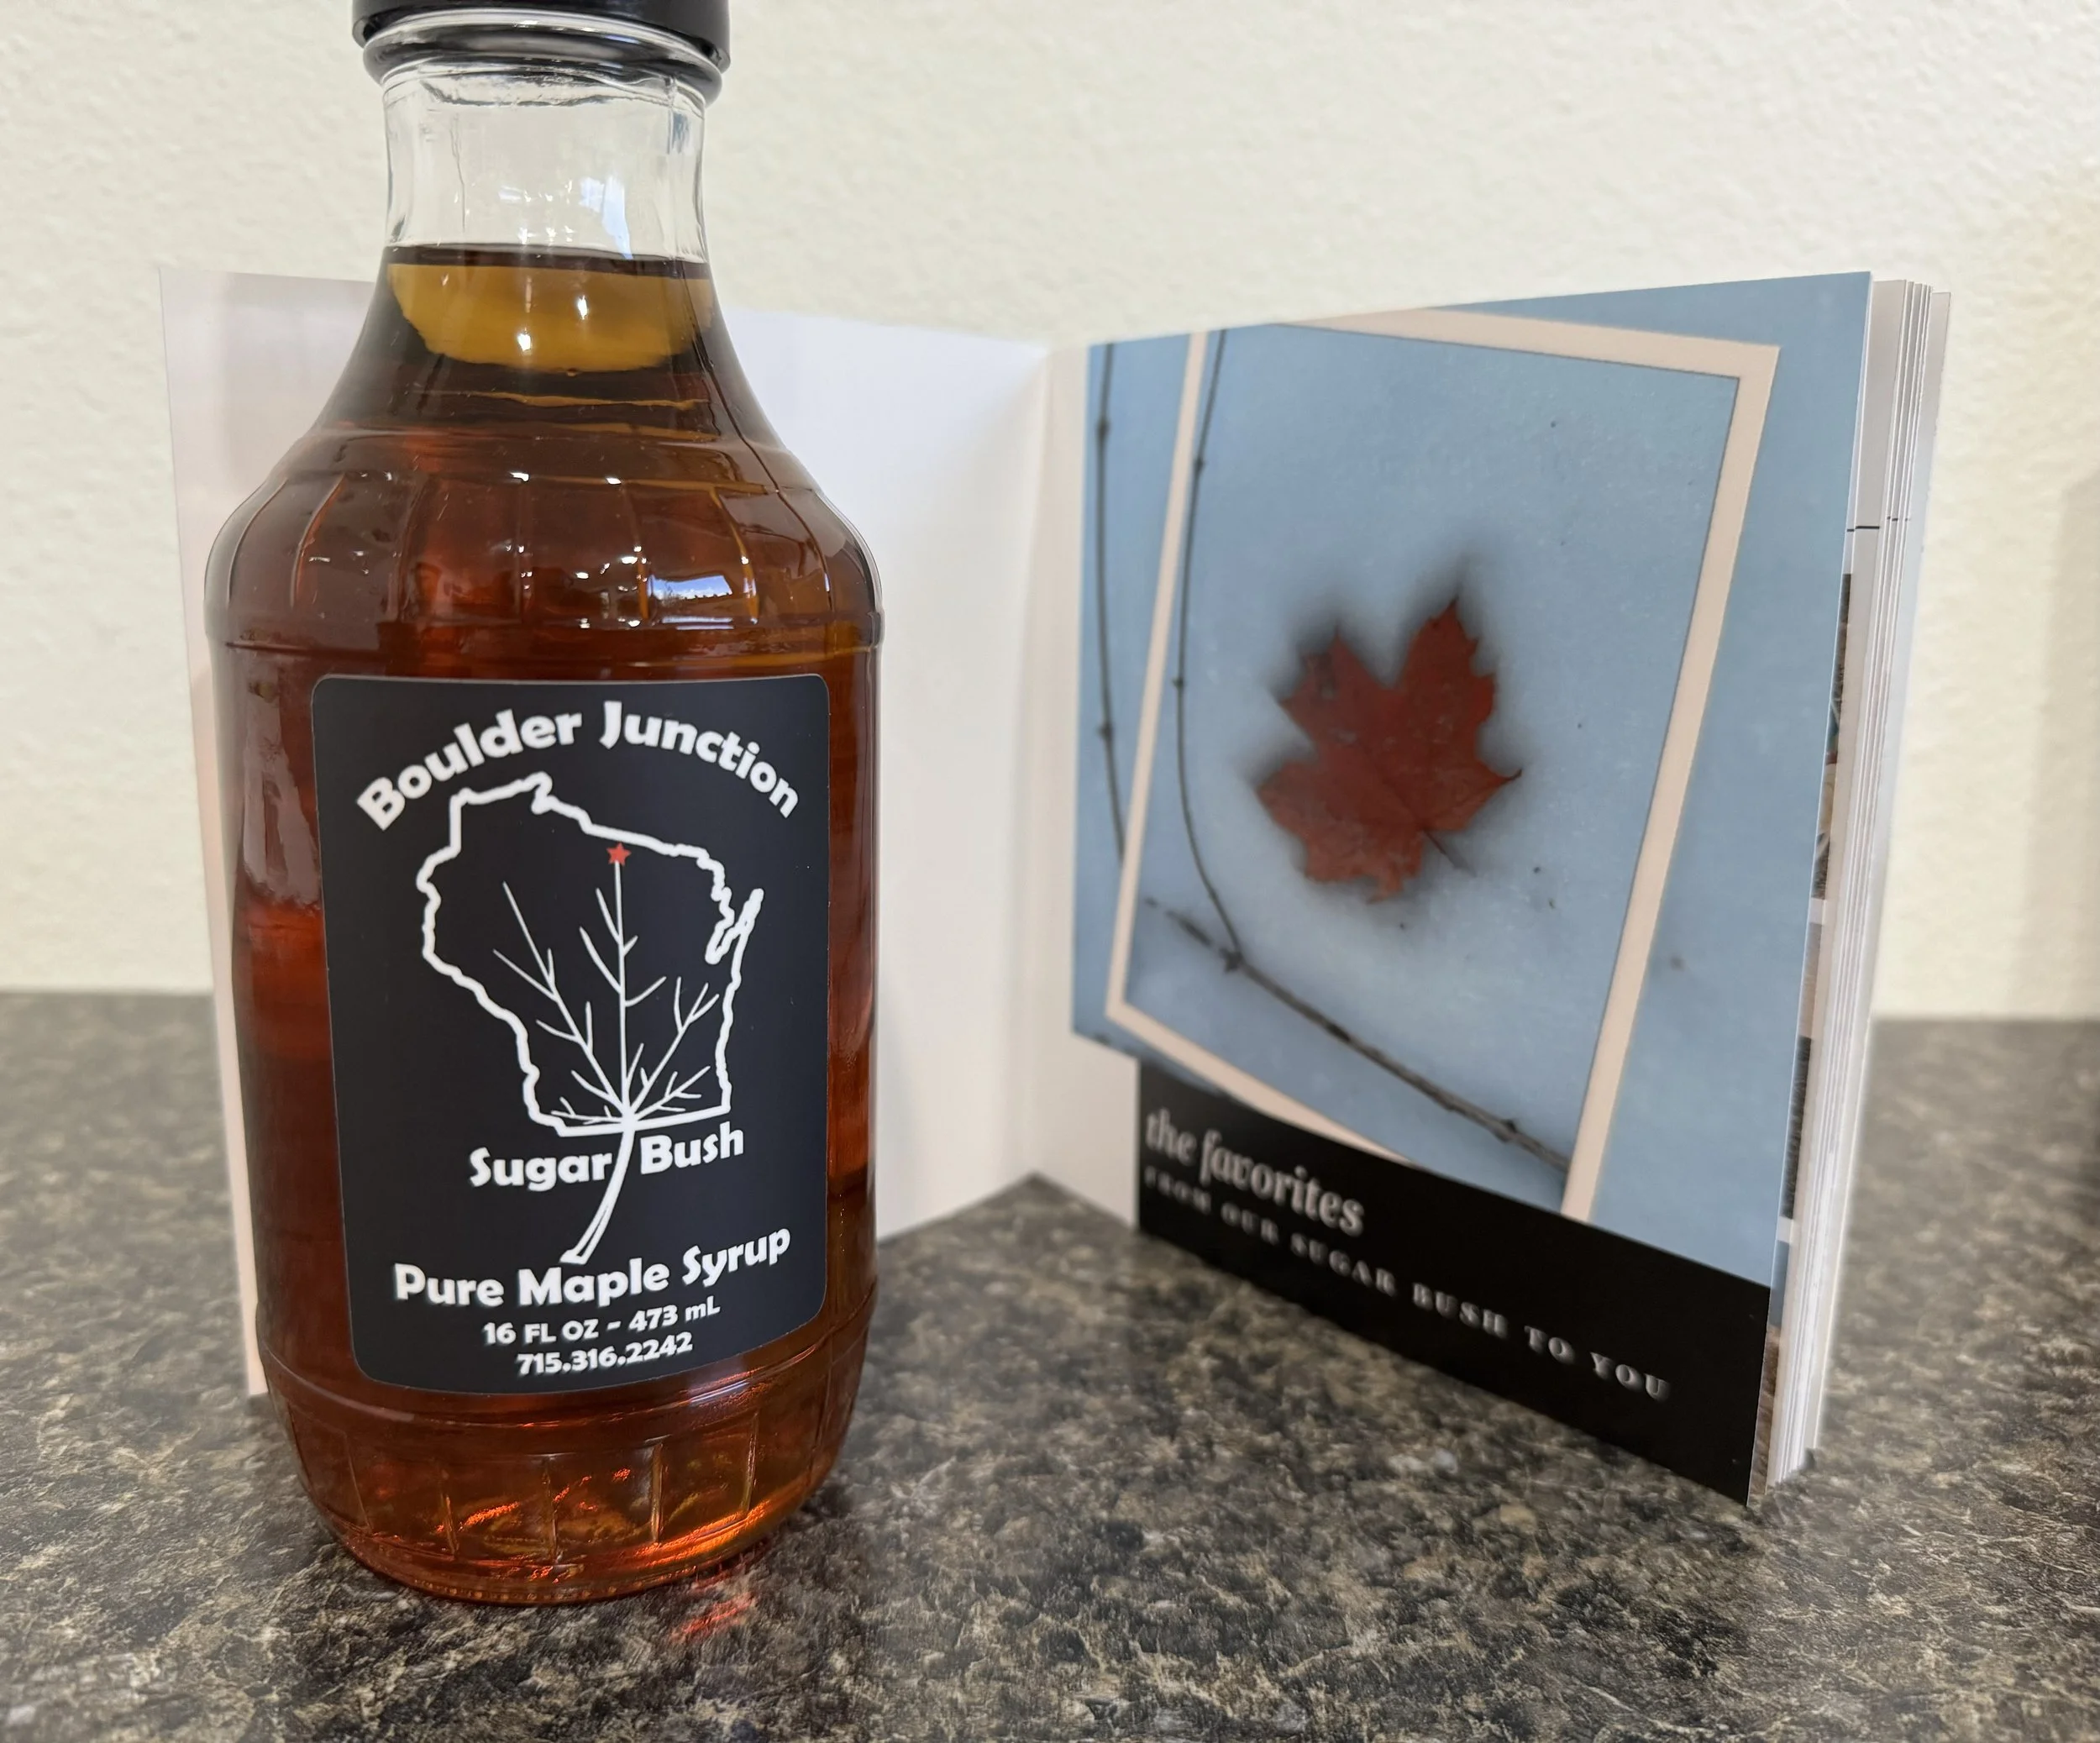 Boulder Junction
Sugar Bush
Pure Maple Syrup
16 FL OZ - 473 mL
715.316.2242
the favorites
FROM OUR SUGAR BUSH TO YOU